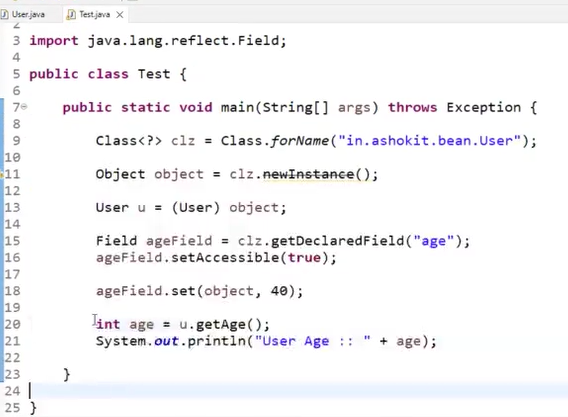 User.java Test.java
2
3 import java.lang.reflect.Field;
4
5 public class Test {
6
7 public static void main(String[] args) throws Exception {
8
9 Class<?> clz = Class.forName("in.ashokit.bean.User");
10
11 Object object = clz.newInstance();
12
13 User u = (User) object;
14
15 Field ageField = clz.getDeclaredField("age");
16 ageField.setAccessible(true);
17
18 ageField.set(object, 40);
19
20 int age = u.getAge();
21 System.out.println("User Age :: " + age);
22
23 }
24
25 }